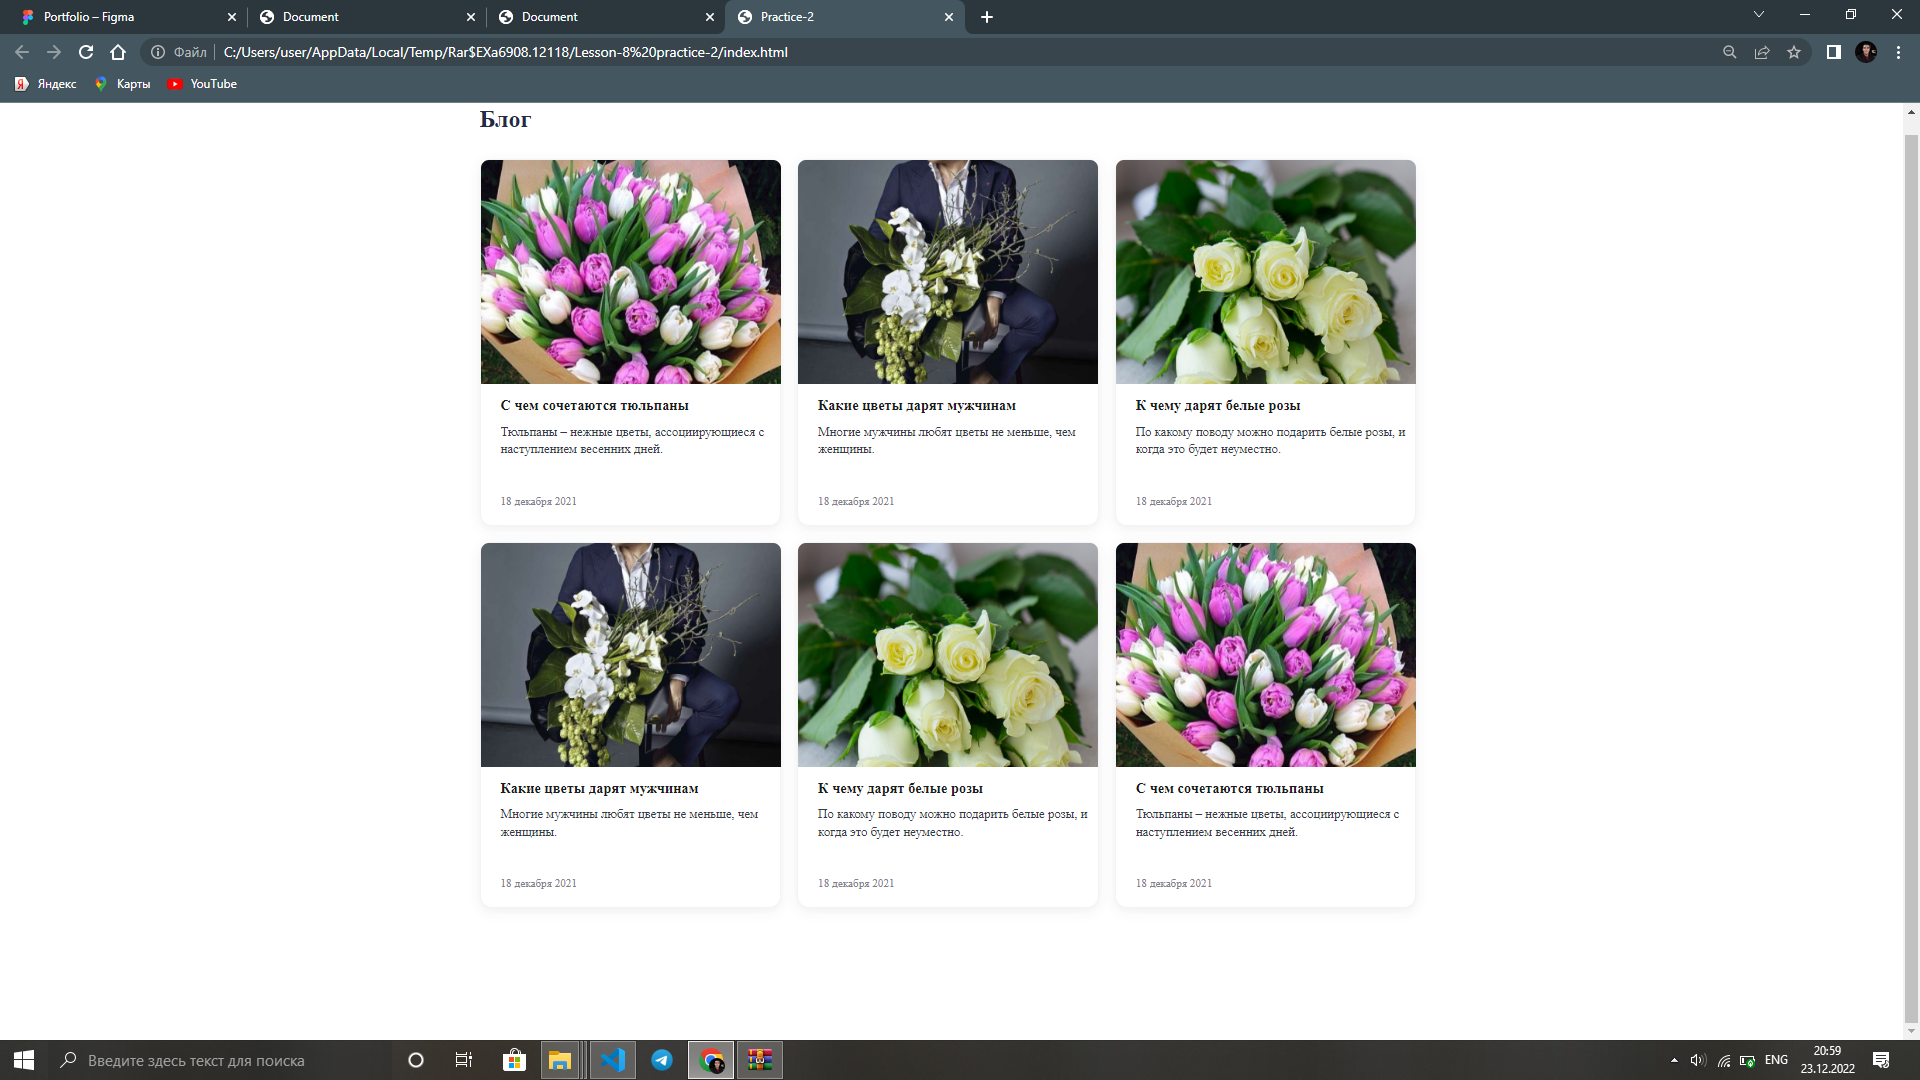 Portfolio – Figma
Document
Document
Practice-2
Файл
C:/Users/user/AppData/Local/Temp/Rar$EXa6908.12118/Lesson-8%20practice-2/index.html
Яндекс
Карты
YouTube
Блог
С чем сочетаются тюльпаны
Тюльпаны – нежные цветы, ассоциирующиеся с
наступлением весенних дней.
18 декабря 2021
Какие цветы дарят мужчинам
Многие мужчины любят цветы не меньше, чем
женщины.
18 декабря 2021
К чему дарят белые розы
По какому поводу можно подарить белые розы, и
когда это будет неуместно.
18 декабря 2021
Какие цветы дарят мужчинам
Многие мужчины любят цветы не меньше, чем
женщины.
18 декабря 2021
К чему дарят белые розы
По какому поводу можно подарить белые розы, и
когда это будет неуместно.
18 декабря 2021
С чем сочетаются тюльпаны
Тюльпаны – нежные цветы, ассоциирующиеся с
наступлением весенних дней.
18 декабря 2021
Введите здесь текст для поиска
ENG
20:59
23.12.2022